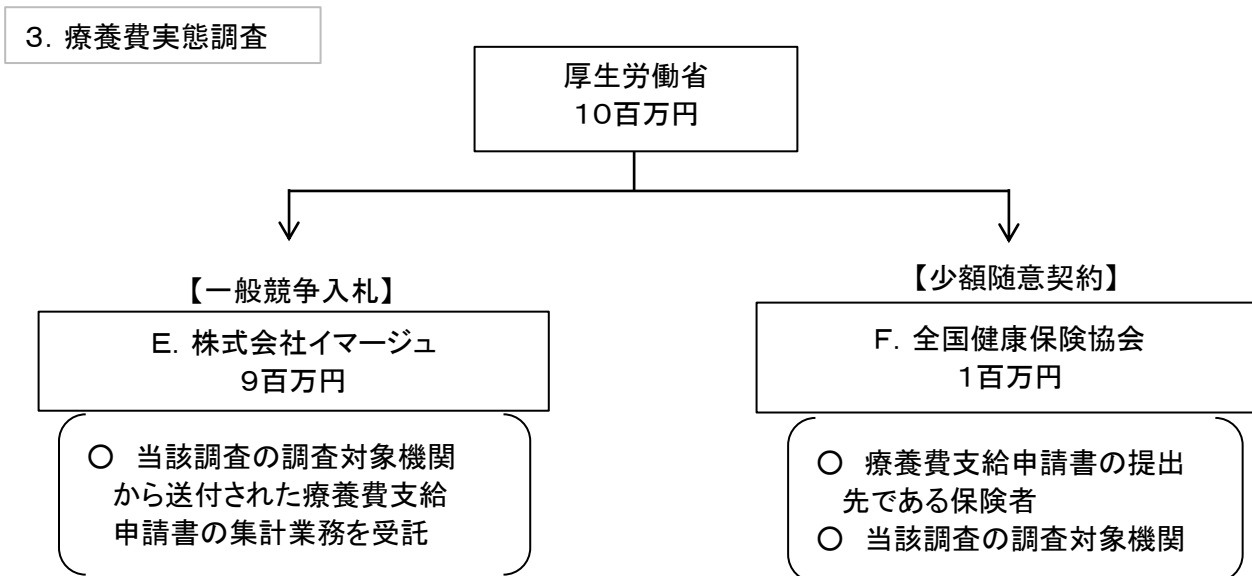 ３．療養費実態調査
厚生労働省
１０百万円
【一般競争入札】
Ｅ．株式会社イマージュ
９百万円
○　当該調査の調査対象機関
から送付された療養費支給
申請書の集計業務を受託
【少額随意契約】
Ｆ．全国健康保険協会
１百万円
○　療養費支給申請書の提出
先である保険者
○　当該調査の調査対象機関